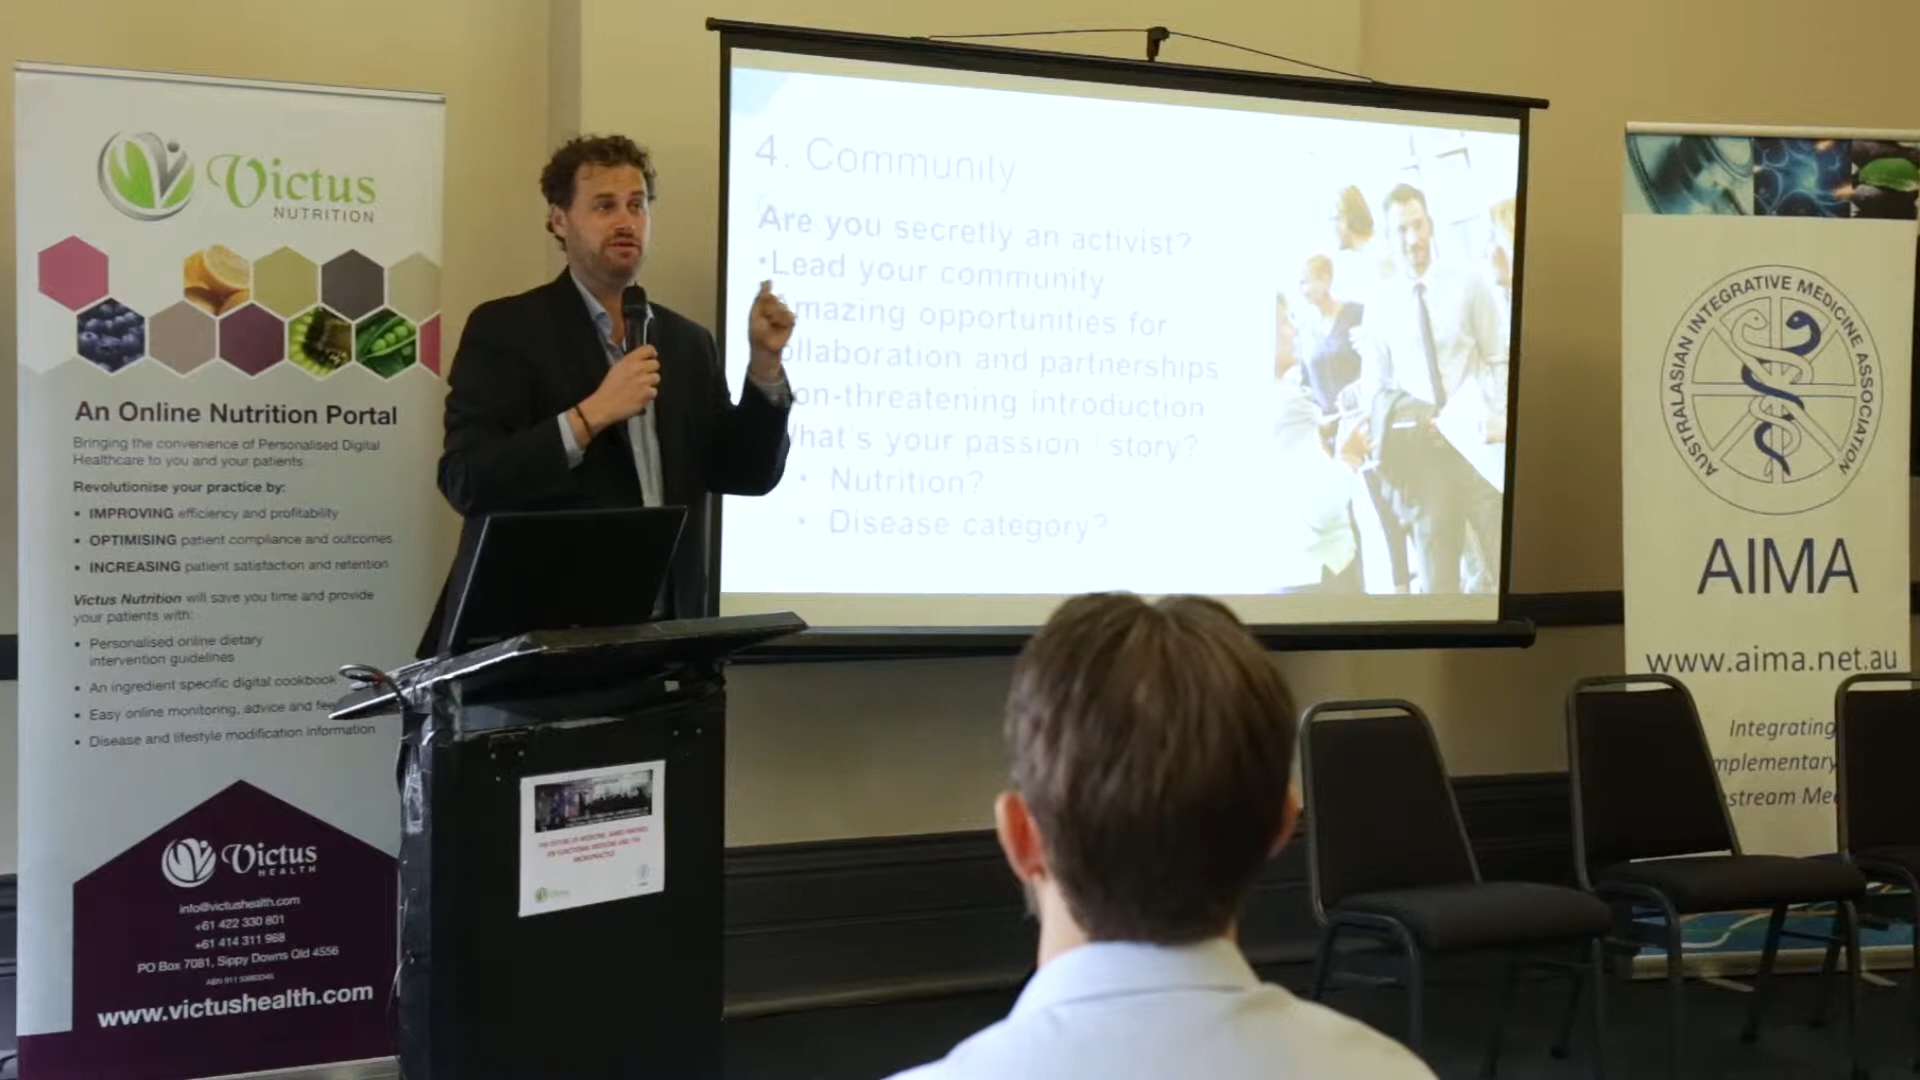 Victus
NUTRITION
An Online Nutrition Portal
Bringing the convenience of Personalised Digital
Healthcare to you and your patients
Revolutionise your practice by:
• IMPROVING efficiency and profitability
• OPTIMISING patient compliance and outcomes
• INCREASING patient satisfaction and retention
Victus Nutrition will save you time and provide
your patients with:
• Personalised online dietary
intervention guidelines
• An ingredient specific digital cookbook
• Easy online monitoring, advice and fee
• Disease and lifestyle modification information
Victus
HEALTH
info@victushealth.com
+61 422 330 801
+61 414 311 968
PO Box 7081, Sippy Downs Qld 4556
www.victushealth.com
4. Community
Are you secretly an activist?
•Lead your community
mazing opportunities for
ollaboration and partnerships
on-threatening introduction
hat's your passion story?
• Nutrition?
• Disease category?
AUSTRALASIAN INTEGRATIVE MEDICINE ASSOCIATION
AIMA
www.aima.net.au
Integrating
mplementary
stream Me